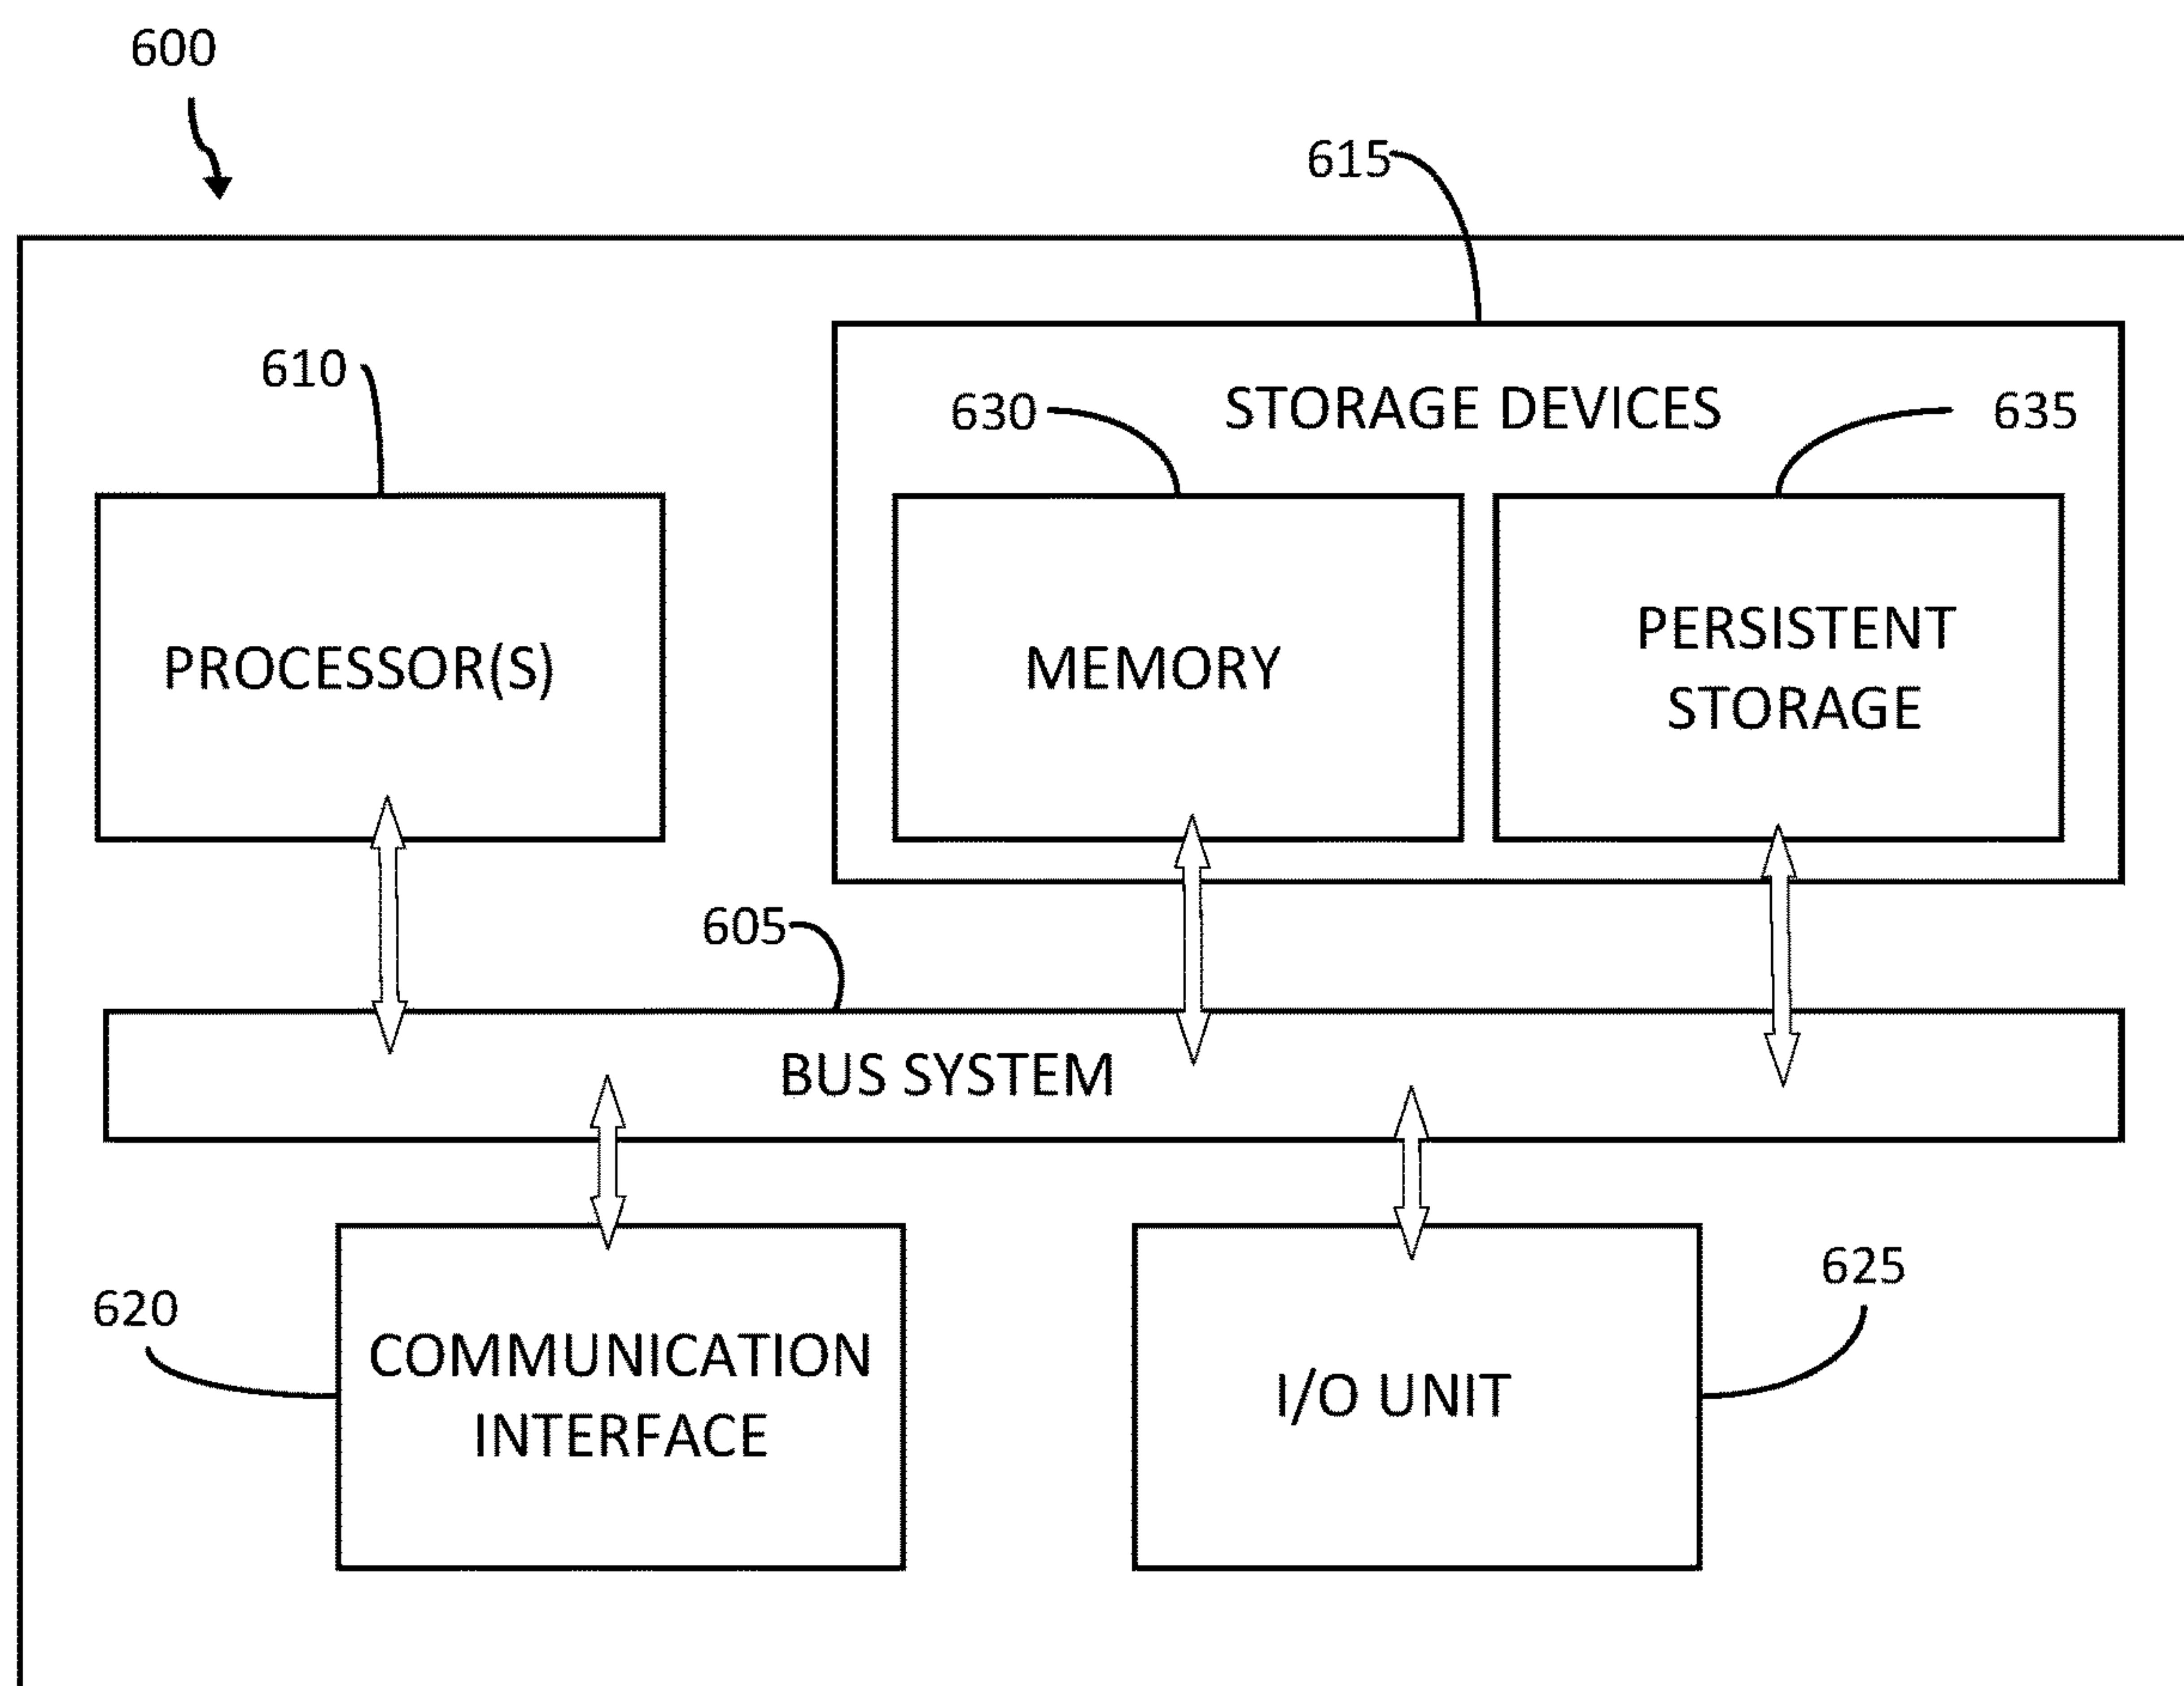 600
615
610
STORAGE DEVICES
630
635
PROCESSOR(S)
MEMORY
PERSISTENT
STORAGE
605
BUS SYSTEM
620
COMMUNICATION
INTERFACE
I/O UNIT
625